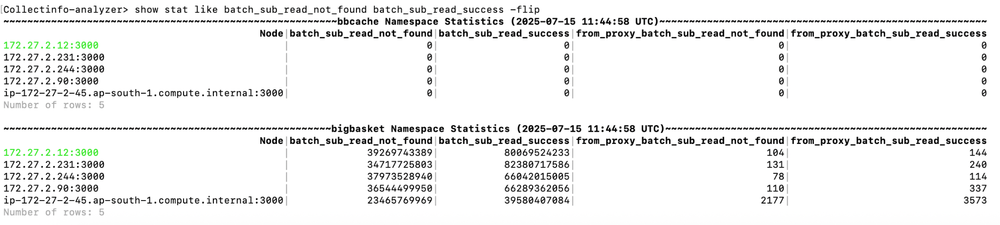 [Collectinfo-analyzer> show stat like batch_sub_read_not_found batch_sub_read_success -flip
~~~~~~~~~~~~~~~~~~~~~~~~~~~~~~~~~~~~~~~~~~~~~~~~~~~~~~~~bbcache Namespace Statistics (2025-07-15 11:44:58 UTC)~~~~~~~~~~~~~~~~~~~~~~~~~~~~~~~~~~~~~~~~~~~~~~~~~~~~~~~
Node|batch_sub_read_not_found|batch_sub_read_success|from_proxy_batch_sub_read_not_found|from_proxy_batch_sub_read_success
172.27.2.12:3000 | 0| 0| 0| 0
172.27.2.231:3000 | 0| 0| 0| 0
172.27.2.244:3000 | 0| 0| 0| 0
172.27.2.90:3000 | 0| 0| 0| 0
ip-172-27-2-45.ap-south-1.compute.internal:3000| 0| 0| 0| 0
Number of rows: 5
~~~~~~~~~~~~~~~~~~~~~~~~~~~~~~~~~~~~~~~~~~~~~~~~~~~~~~~bigbasket Namespace Statistics (2025-07-15 11:44:58 UTC)~~~~~~~~~~~~~~~~~~~~~~~~~~~~~~~~~~~~~~~~~~~~~~~~~~~~~~
Node|batch_sub_read_not_found|batch_sub_read_success|from_proxy_batch_sub_read_not_found|from_proxy_batch_sub_read_success
172.27.2.12:3000 | 39269743389| 80069524233| 104| 144
172.27.2.231:3000 | 34717725803| 82380717586| 131| 240
172.27.2.244:3000 | 37973528940| 66042015005| 78| 114
172.27.2.90:3000 | 36544499950| 66289362056| 110| 337
ip-172-27-2-45.ap-south-1.compute.internal:3000| 23465769969| 39580407084| 2177| 3573
Number of rows: 5